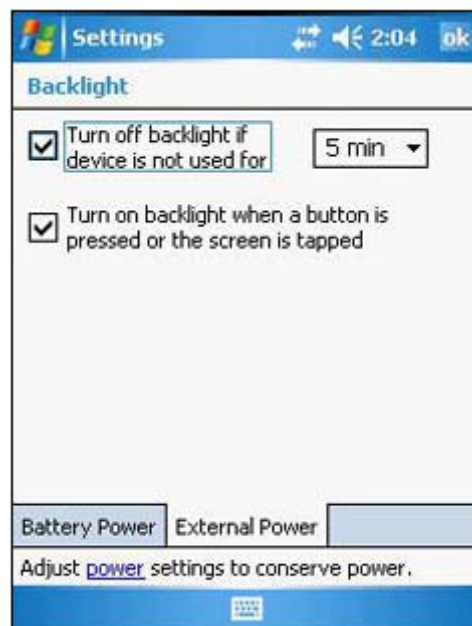 Settings 2:04 ok
Backlight
Turn off backlight if
device is not used for 5 min
Turn on backlight when a button is
pressed or the screen is tapped
Battery Power External Power
Adjust power settings to conserve power.